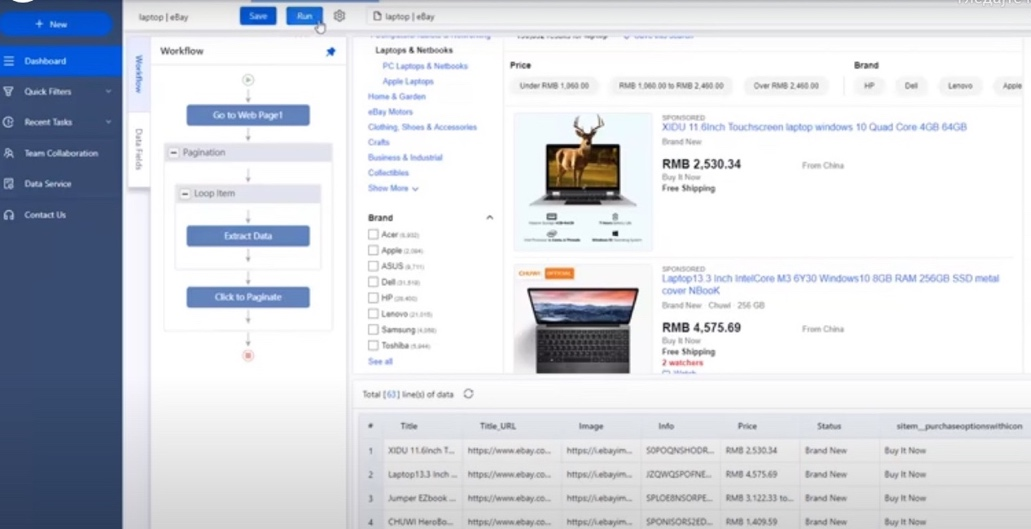 + New
Dashboard
Quick Filters
Recent Tasks
Team Collaboration
Data Service
Contact Us
laptop | eBay
Save
Run
laptop | eBay
Workflow
Data Fields
Workflow
Go to Web Page1
Pagination
Loop Item
Extract Data
Click to Paginate
Laptops & Netbooks
PC Laptops & Netbooks
Apple Laptops
Home & Garden
eBay Motors
Clothing, Shoes & Accessories
Crafts
Business & Industrial
Collectibles
Show More
Brand
Acer
Apple
ASUS
Dell
HP
Lenovo
Samsung
Toshiba
See all
Price
Under RMB 1,060.00
RMB 1,060.00 to RMB 2,460.00
Over RMB 2,460.00
Brand
HP
Dell
Lenovo
Apple
SPONSORED
XIDU 11.6Inch Touchscreen laptop windows 10 Quad Core 4GB 64GB
Brand New
RMB 2,530.34
From China
Buy It Now
Free Shipping
CHUWI OFFICIAL
SPONSORED
Laptop13.3 Inch IntelCore M3 6Y30 Windows10 8GB RAM 256GB SSD metal
cover NBooK
Brand New · Chuwi · 256 GB
RMB 4,575.69
From China
Buy It Now
Free Shipping
2 watchers
Total [63] line(s) of data
# Title Title_URL Image Info Price Status sitem__purchaseoptionswithicon
1 XIDU 11.6Inch T... https://www.ebay.co... https://i.ebayim... S0POQNSHODR... RMB 2,530.34 Brand New Buy It Now
2 Laptop13.3 Inch ... https://www.ebay.co... https://i.ebayim... JZQWQSPOFNE... RMB 4,575.69 Brand New Buy It Now
3 Jumper EZbook ... https://www.ebay.co... https://i.ebayim... SPLOE8NSORPE... RMB 3,122.33 to... Brand New Buy It Now
4 CHUWI HeroBo... https://www.ebay.co... https://i.ebayim... SPONISORS2ED... RMB 1,409.59 Brand New Buy It Now